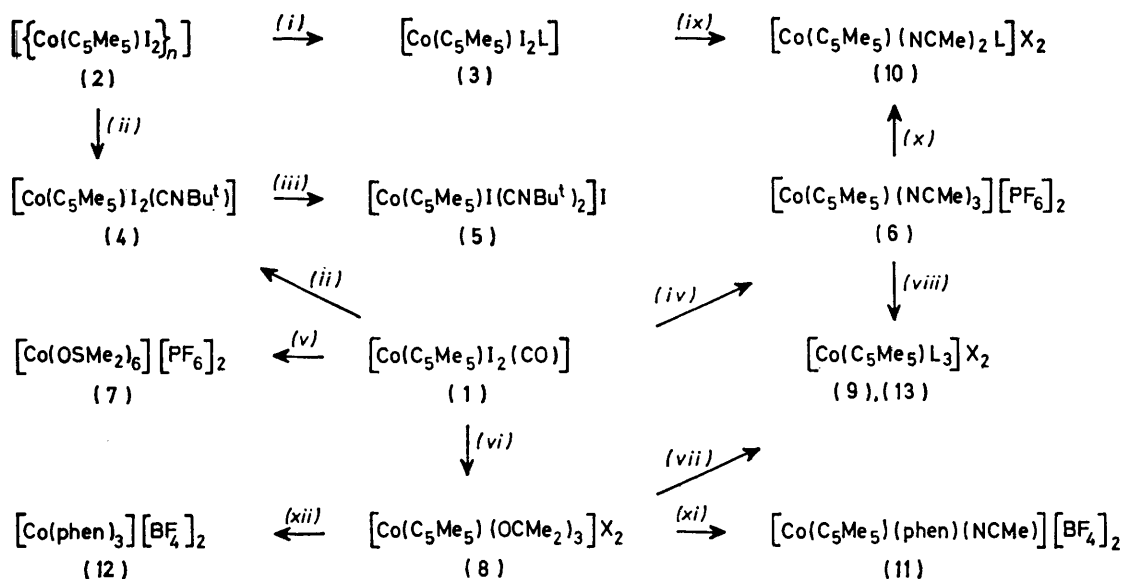 [{Co(C₅Me₅)I₂}ₙ] (i) [Co(C₅Me₅)I₂L] (ix) [Co(C₅Me₅)(NCMe)₂L]X₂
(2) (3) (10)
(ii) (x)
[Co(C₅Me₅)I₂(CNBuᵗ)] (iii) [Co(C₅Me₅)I(CNBuᵗ)₂]I [Co(C₅Me₅)(NCMe)₃][PF₆]₂
(4) (5) (6)
(ii) (iv) (viii)
[Co(OSMe₂)₆][PF₆]₂ (v) [Co(C₅Me₅)I₂(CO)] [Co(C₅Me₅)L₃]X₂
(7) (1) (9),(13)
(vi) (vii)
[Co(phen)₃][BF₄]₂ (xii) [Co(C₅Me₅)(OCMe₂)₃]X₂ (xi) [Co(C₅Me₅)(phen)(NCMe)][BF₄]₂
(12) (8) (11)